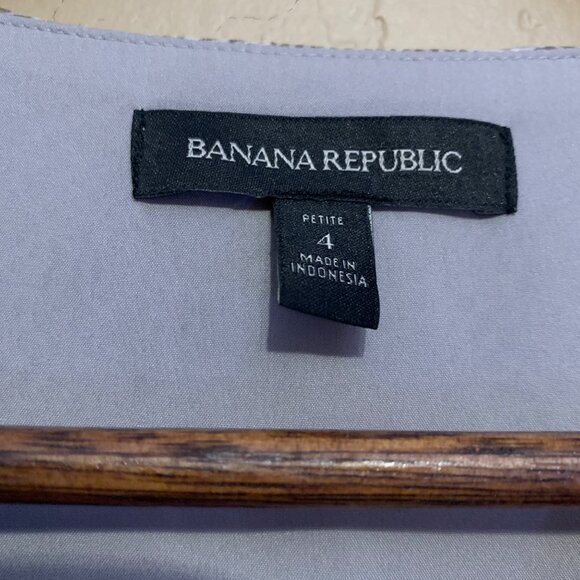 BANANA REPUBLIC
PETITE
4
MADE IN
INDONESIA